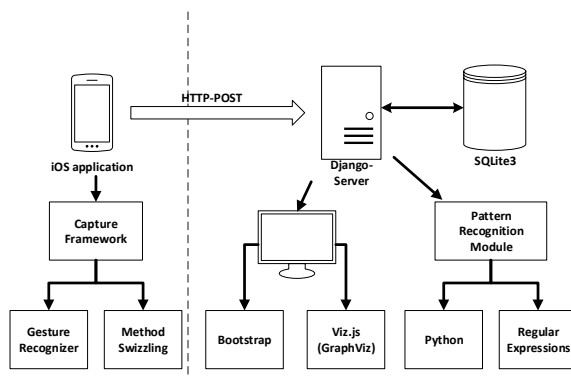 HTTP-POST
iOS application
Django-
Server
SQLite3
Capture
Framework
Pattern
Recognition
Module
Gesture
Recognizer
Method
Swizzling
Bootstrap
Viz.js
(GraphViz)
Python
Regular
Expressions